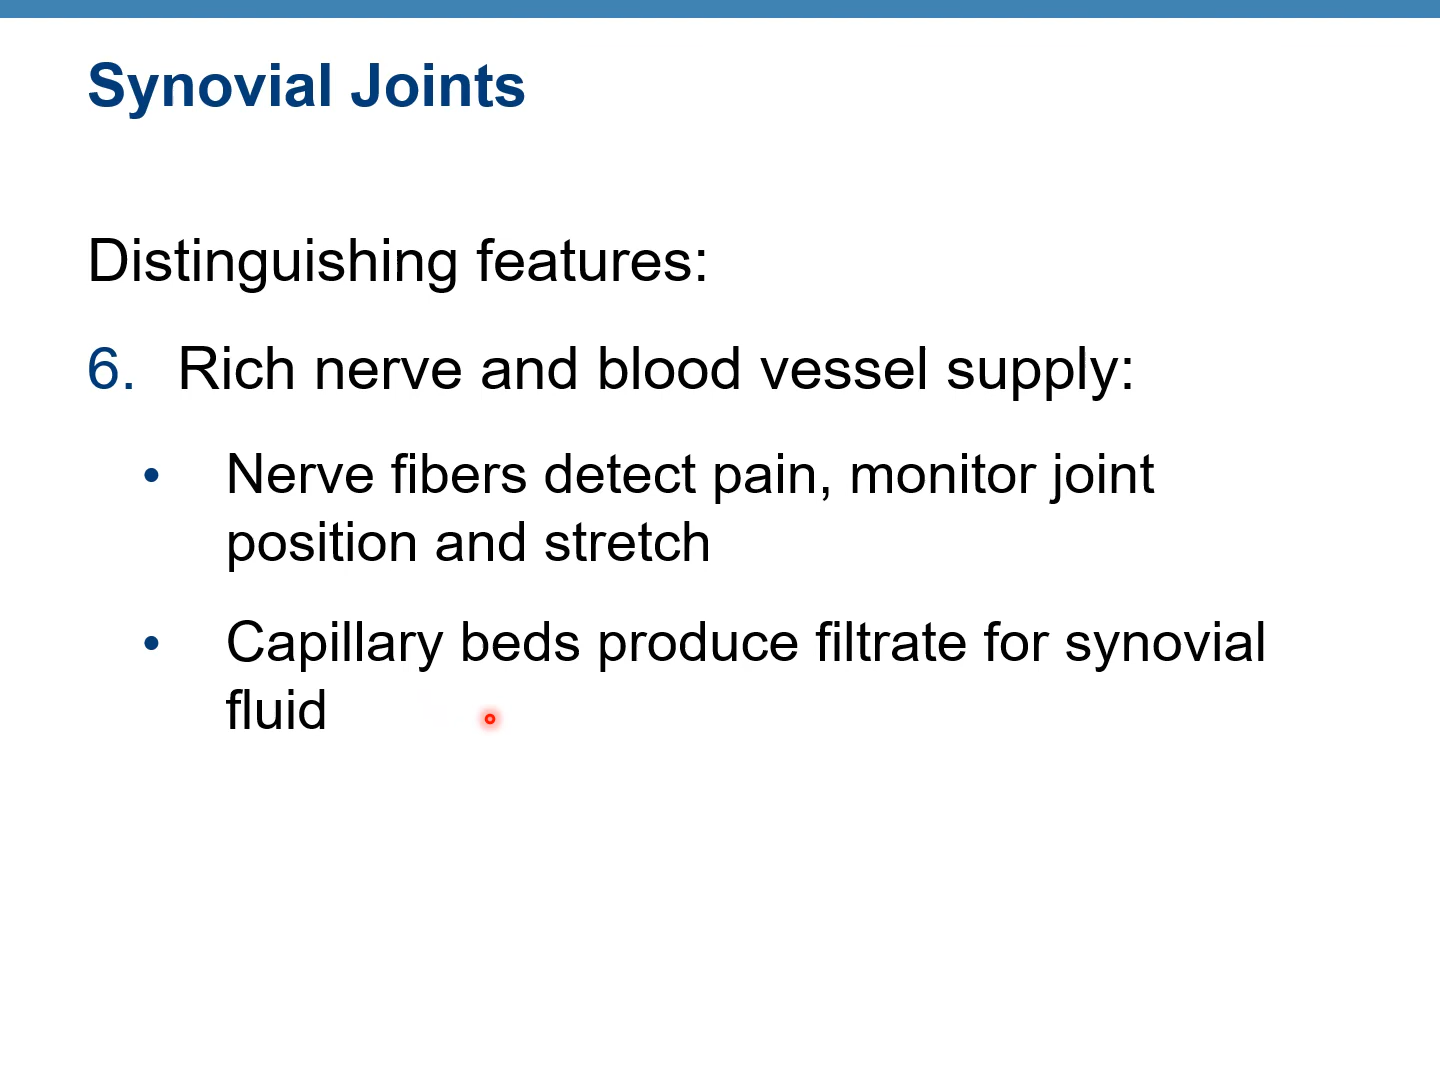 Synovial Joints
Distinguishing features:
6. Rich nerve and blood vessel supply:
• Nerve fibers detect pain, monitor joint
position and stretch
• Capillary beds produce filtrate for synovial
fluid